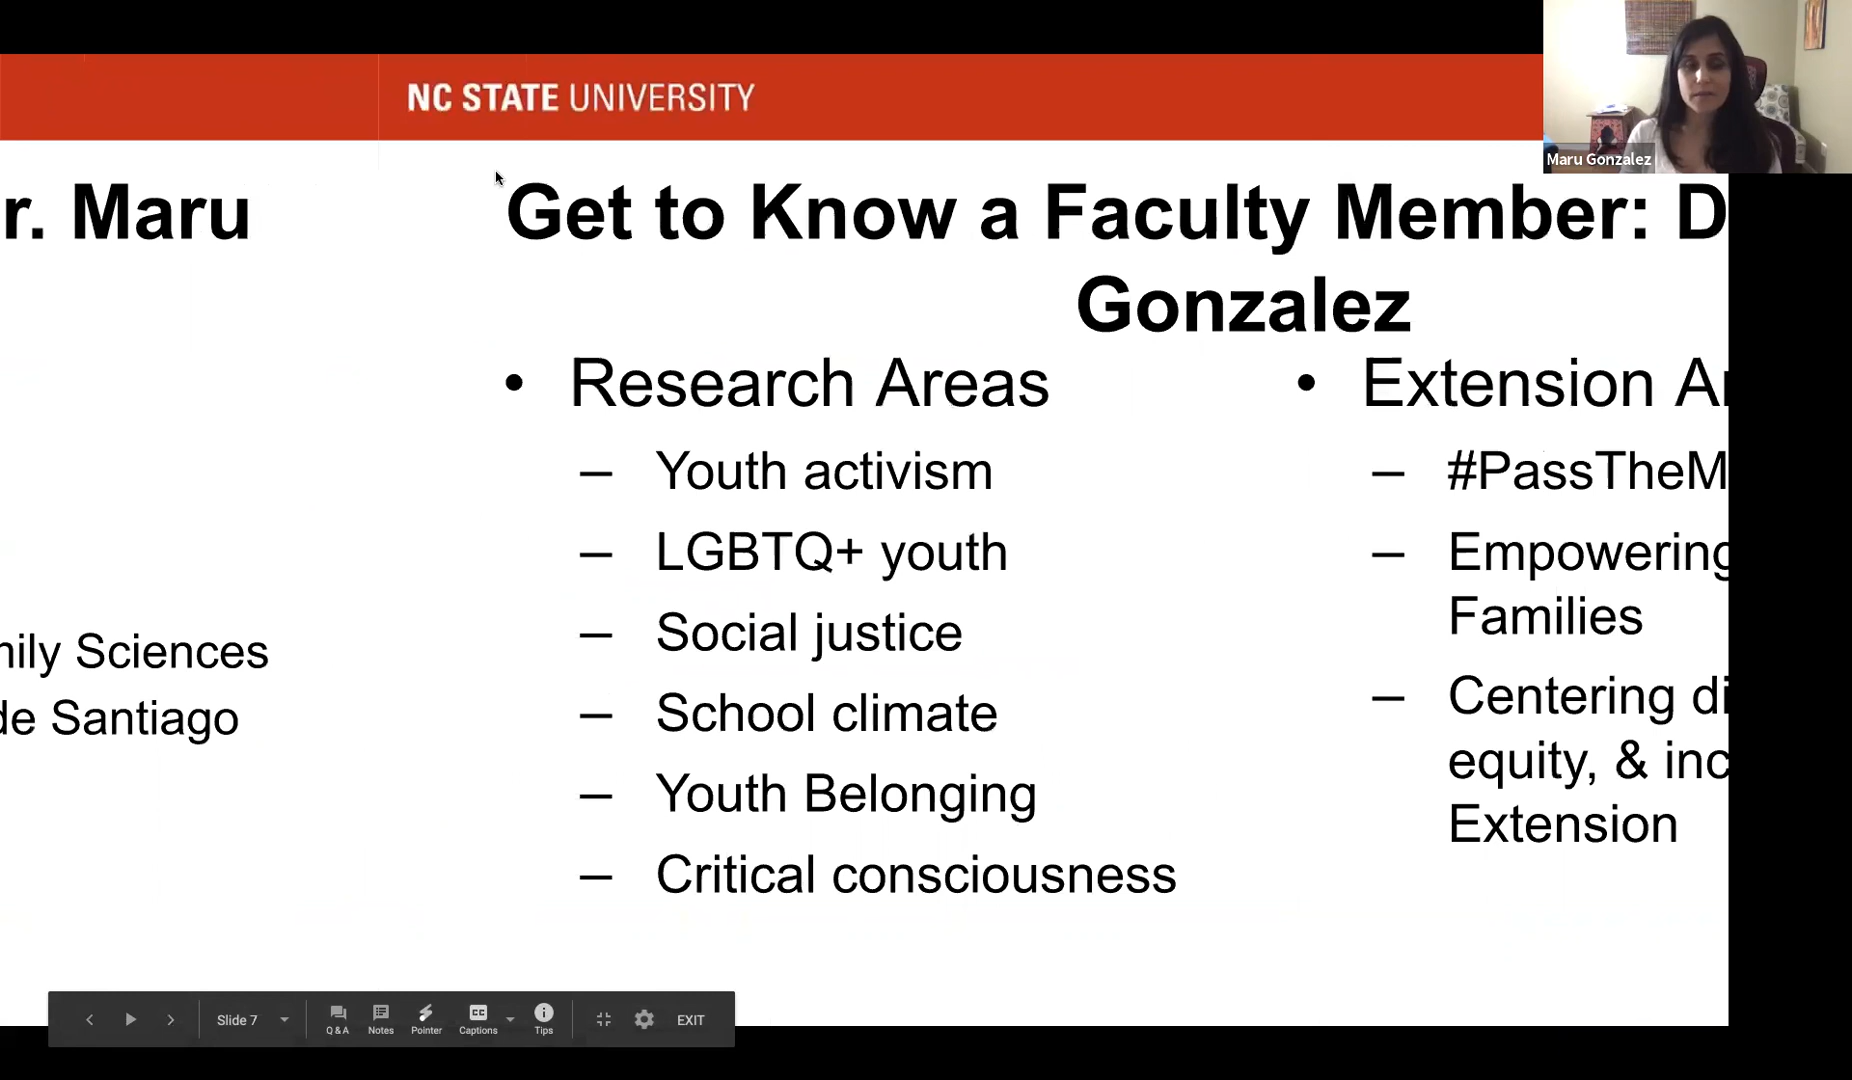 NC STATE UNIVERSITY
Maru Gonzalez
r. Maru
Get to Know a Faculty Member: D
Gonzalez
nily Sciences
de Santiago
• Research Areas
– Youth activism
– LGBTQ+ youth
– Social justice
– School climate
– Youth Belonging
– Critical consciousness
• Extension Ar
– #PassTheM
– Empowering
Families
– Centering di
equity, & inc
Extension
Slide 7
Q & A
Notes
Pointer
CC
Captions
Tips
EXIT